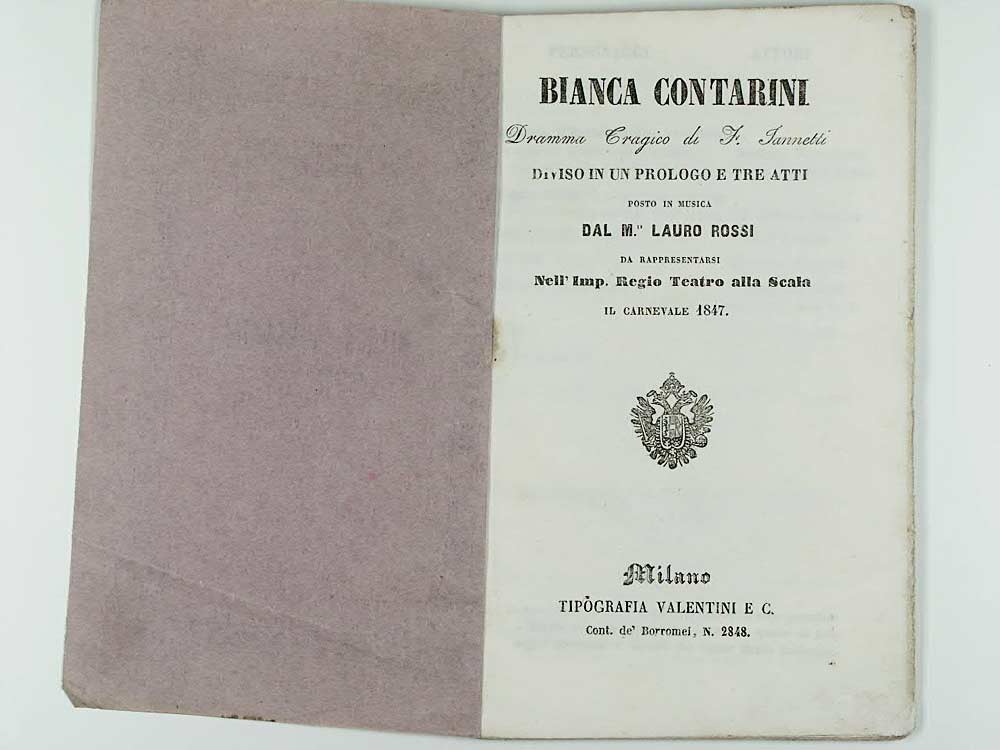 BIANCA CONTARINI
Dramma Tragico di F. Jannetti
DIVISO IN UN PROLOGO E TRE ATTI
POSTO IN MUSICA
DAL M.° LAURO ROSSI
DA RAPPRESENTARSI
Nell' Imp. Regio Teatro alla Scala
IL CARNEVALE 1847.
Milano
TIPOGRAFIA VALENTINI E C.
Cont. de' Borromei, N. 2848.